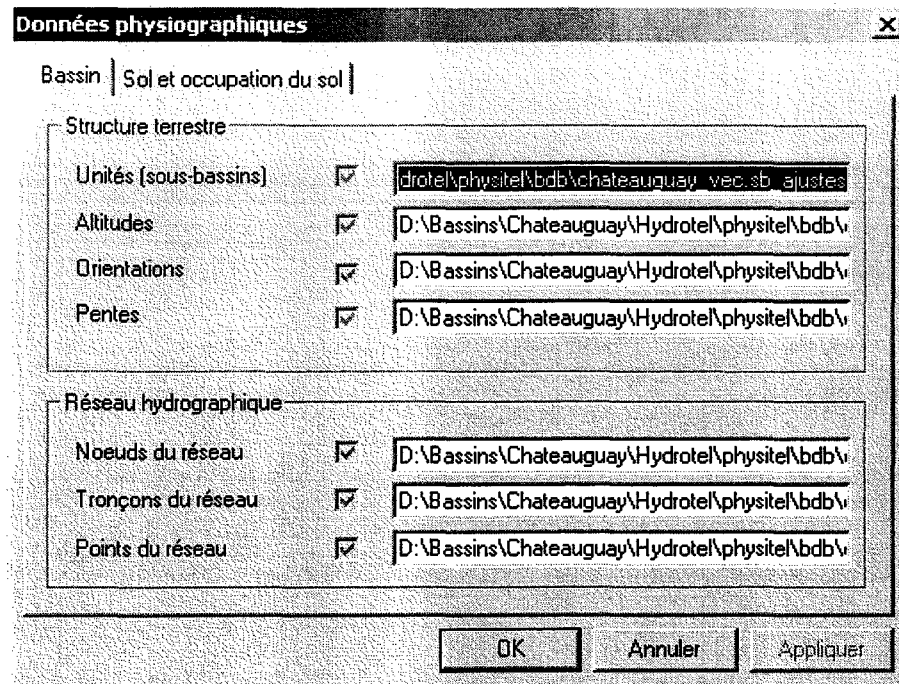 Données physiographiques
Bassin Sol et occupation du sol
Structure terrestre
Unités (sous-bassins) drotel\physitel\bdb\chateauguay_vec.sb_ajustes
Altitudes D:\Bassins\Chateauguay\Hydrotel\physitel\bdb\
Orientations D:\Bassins\Chateauguay\Hydrotel\physitel\bdb\
Pentes D:\Bassins\Chateauguay\Hydrotel\physitel\bdb\
Réseau hydrographique
Noeuds du réseau D:\Bassins\Chateauguay\Hydrotel\physitel\bdb\
Tronçons du réseau D:\Bassins\Chateauguay\Hydrotel\physitel\bdb\
Points du réseau D:\Bassins\Chateauguay\Hydrotel\physitel\bdb\
OK Annuler Appliquer